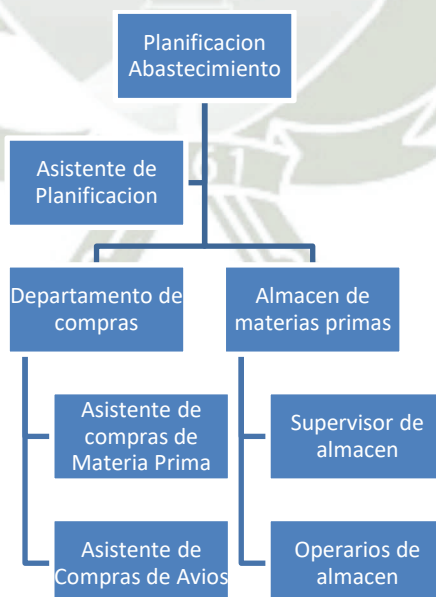 Planificacion
Abastecimiento
Asistente de
Planificacion
Departamento de
compras
Almacen de
materias primas
Asistente de
compras de
Materia Prima
Supervisor de
almacen
Asistente de
Compras de Avios
Operarios de
almacen